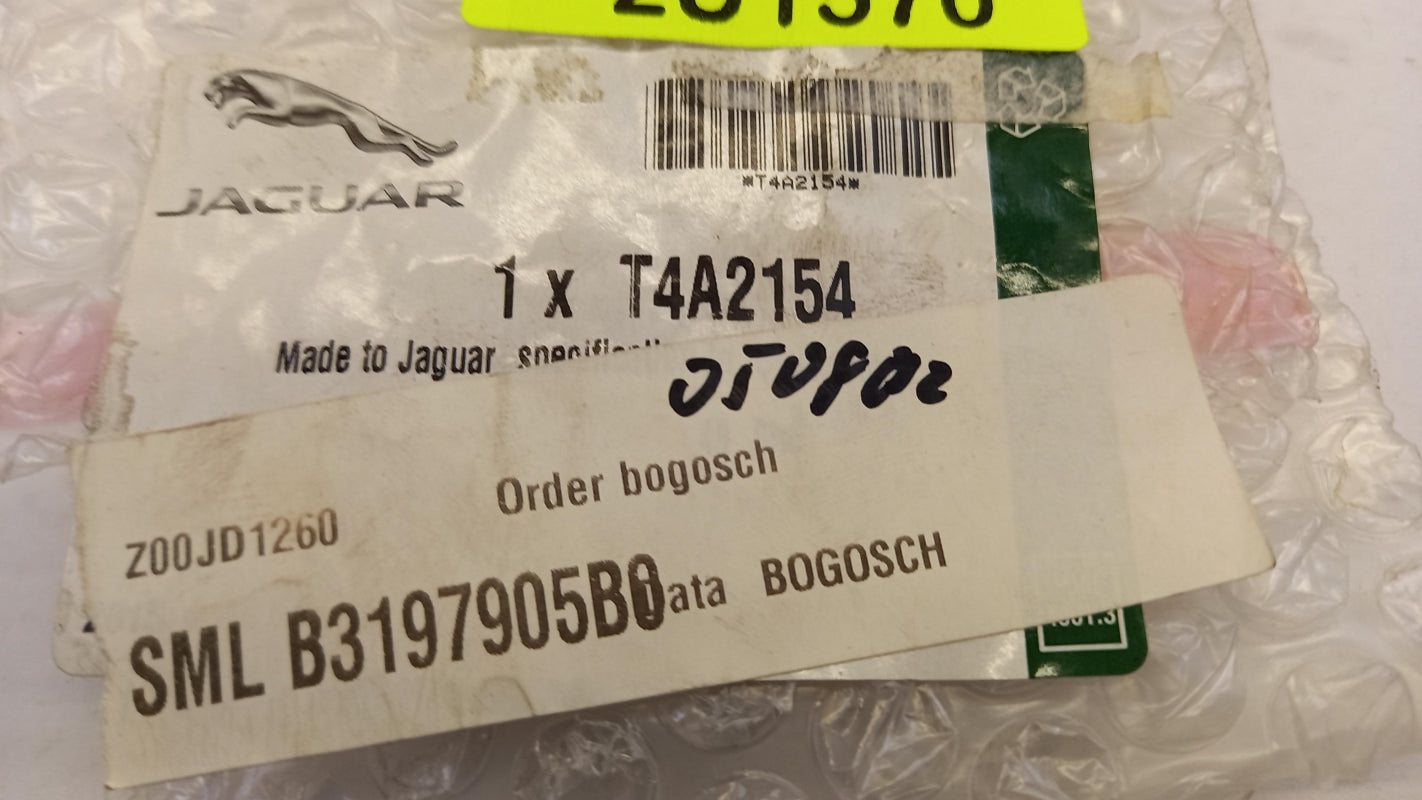 JAGUAR
*T4A2154*
1 x T4A2154
Made to Jaguar
Order bogosch
Z00JD1260
SML B3197905B0
BOGOSCH